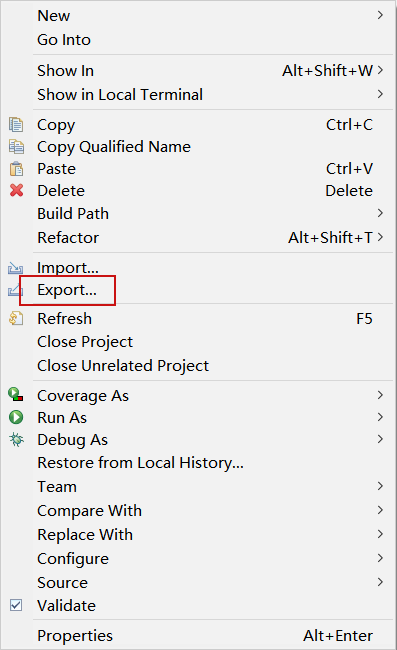 New
Go Into
Show In Alt+Shift+W
Show in Local Terminal
Copy Ctrl+C
Copy Qualified Name
Paste Ctrl+V
Delete Delete
Build Path
Refactor Alt+Shift+T
Import...
Export...
Refresh F5
Close Project
Close Unrelated Project
Coverage As
Run As
Debug As
Restore from Local History...
Team
Compare With
Replace With
Configure
Source
Validate
Properties Alt+Enter